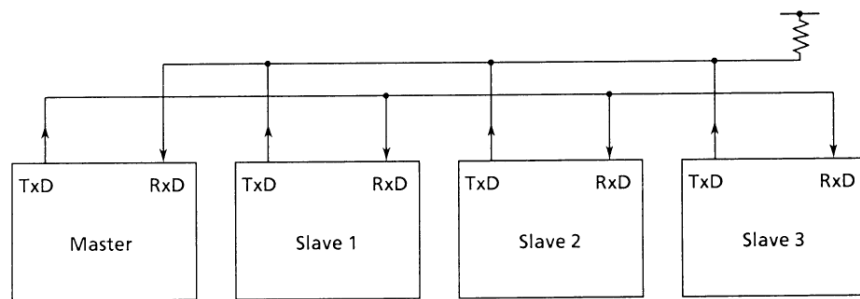 TxD RxD TxD RxD TxD RxD TxD RxD
Master Slave 1 Slave 2 Slave 3